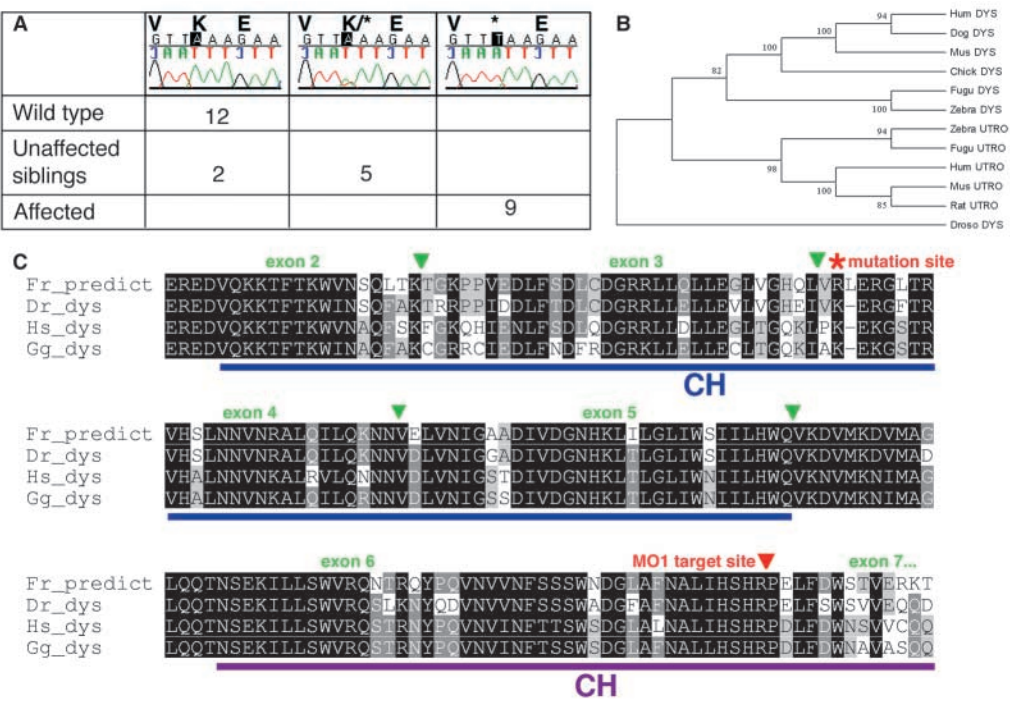 A
V K E
G T T A A A G A A
V K/* E
G T T A A A G A A
V * E
G T T T A A G A A
Wild type 12
Unaffected siblings 2 5
Affected 9
B
Hum DYS
Dog DYS
Mus DYS
Chick DYS
Fugu DYS
Zebra DYS
Zebra UTRO
Fugu UTRO
Hum UTRO
Mus UTRO
Rat UTRO
Droso DYS
94
100
100
82
100
94
98
100
85
C
exon 2 exon 3 *mutation site
Fr_predict EREDVQKKTFTKWVNSQLTKTGKPPVEDLFSDLCDGRRLLQLLEGLVGHQLVRLERGLTR
Dr_dys EREDVQKKTFTKWVNSQFAKTRRPPIDDLFTDLCDGRRLLELLEVLVGHEIVK-ERGFTR
Hs_dys EREDVQKKTFTKWVNAQFSKFGKQHIENLFSDLQDGRRLLDLLEGLTGQKLPK-EKGSTR
Gg_dys EREDVQKKTFTKWINAQFAKCGRRCIEDLFNDFRDGRKLLELLECLTGQKIAK-EKGSTR
CH
exon 4 exon 5
Fr_predict VHSLNNVNRALQILQKNNVELVNIGAADIVDGNHKLILGLIWSIILHWQVKDVMKDVMAG
Dr_dys VHSLNNVNRALQILQKNNVDLVNIGGADIVDGNHKLTLGLIWSIILHWQVKDVMKDVMAD
Hs_dys VHALNNVNKALRVLQNNNVDLVNIGSTDIVDGNHKLTLGLIWNIILHWQVKNVMKNIMAG
Gg_dys VHALNNVNKALQILQRNNVDLVNIGSSDIVDGNHKLTLGLIWNIILHWQVKDVMKNIMAG
exon 6 MO1 target site exon 7...
Fr_predict LQQTNSEKILLSWVRQNTRQYPQVNVVNFSSSWNDGLAFNALIHSHRPELFDWSTVERKT
Dr_dys LQQTNSEKILLSWVRQSLKNYQDVNVVNFSSSWADGFAFNALIHSHRPELFSWSVVEQQD
Hs_dys LQQTNSEKILLSWVRQSTRNYPQVNVINFTTSWSDGLALNALIHSHRPDLFDWNSVVCQQ
Gg_dys LQQTNSEKILLSWVRQSTRNYPQVNVINFTSSWSDGLAFNALLHSHRPDLFDWNAVASQQ
CH